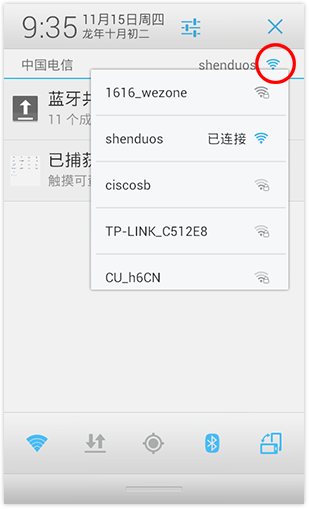 9:35
11月15日周四
龙年十月初二
中国电信
shenduos
蓝牙共
11 个成
已捕获
触摸可
1616_wezone
shenduos 已连接
ciscosb
TP-LINK_C512E8
CU_h6CN